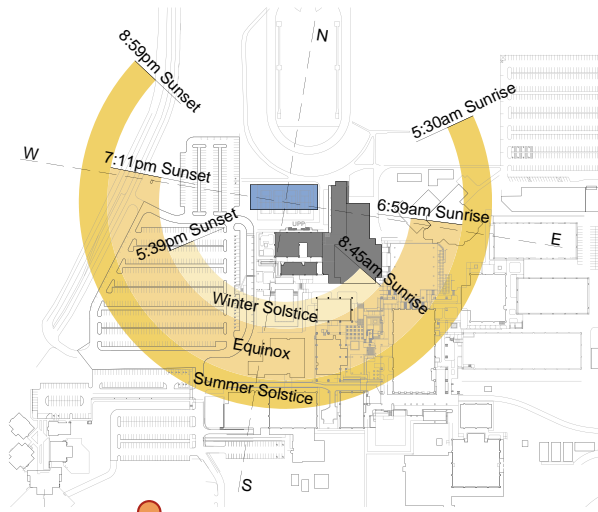 N
8:59pm Sunset
5:30am Sunrise
W
7:11pm Sunset
6:59am Sunrise
5:39pm Sunset
UPP
E
8:45am Sunrise
Winter Solstice
Equinox
Summer Solstice
S